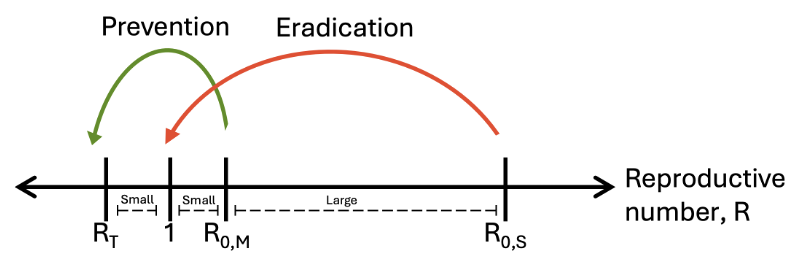 Prevention
Eradication
Small
Small
Large
Reproductive
number, R
R_T
1
R_0,M
R_0,S